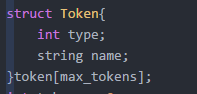 struct Token{
    int type;
    string name;
}token[max_tokens];